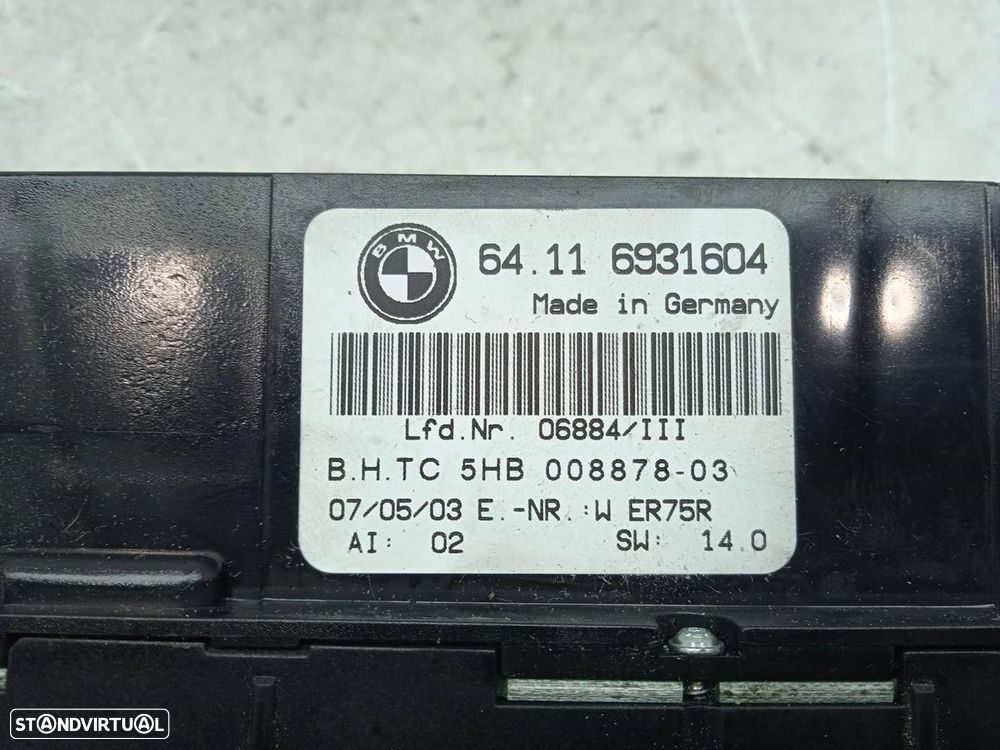 BMW
64.11 6931604
Made in Germany
Lfd.Nr. 06884/III
B.H.TC 5HB 008878-03
07/05/03 E.-NR.:W ER75R
AI: 02 SW: 14.0
STANDVIRTUAL